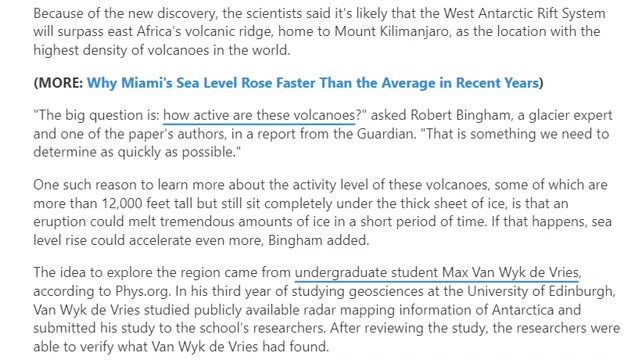 Because of the new discovery, the scientists said it's likely that the West Antarctic Rift System
will surpass east Africa's volcanic ridge, home to Mount Kilimanjaro, as the location with the
highest density of volcanoes in the world.
(MORE: Why Miami's Sea Level Rose Faster Than the Average in Recent Years)
"The big question is: how active are these volcanoes?" asked Robert Bingham, a glacier expert
and one of the paper's authors, in a report from the Guardian. "That is something we need to
determine as quickly as possible."
One such reason to learn more about the activity level of these volcanoes, some of which are
more than 12,000 feet tall but still sit completely under the thick sheet of ice, is that an
eruption could melt tremendous amounts of ice in a short period of time. If that happens, sea
level rise could accelerate even more, Bingham added.
The idea to explore the region came from undergraduate student Max Van Wyk de Vries,
according to Phys.org. In his third year of studying geosciences at the University of Edinburgh,
Van Wyk de Vries studied publicly available radar mapping information of Antarctica and
submitted his study to the school's researchers. After reviewing the study, the researchers were
able to verify what Van Wyk de Vries had found.